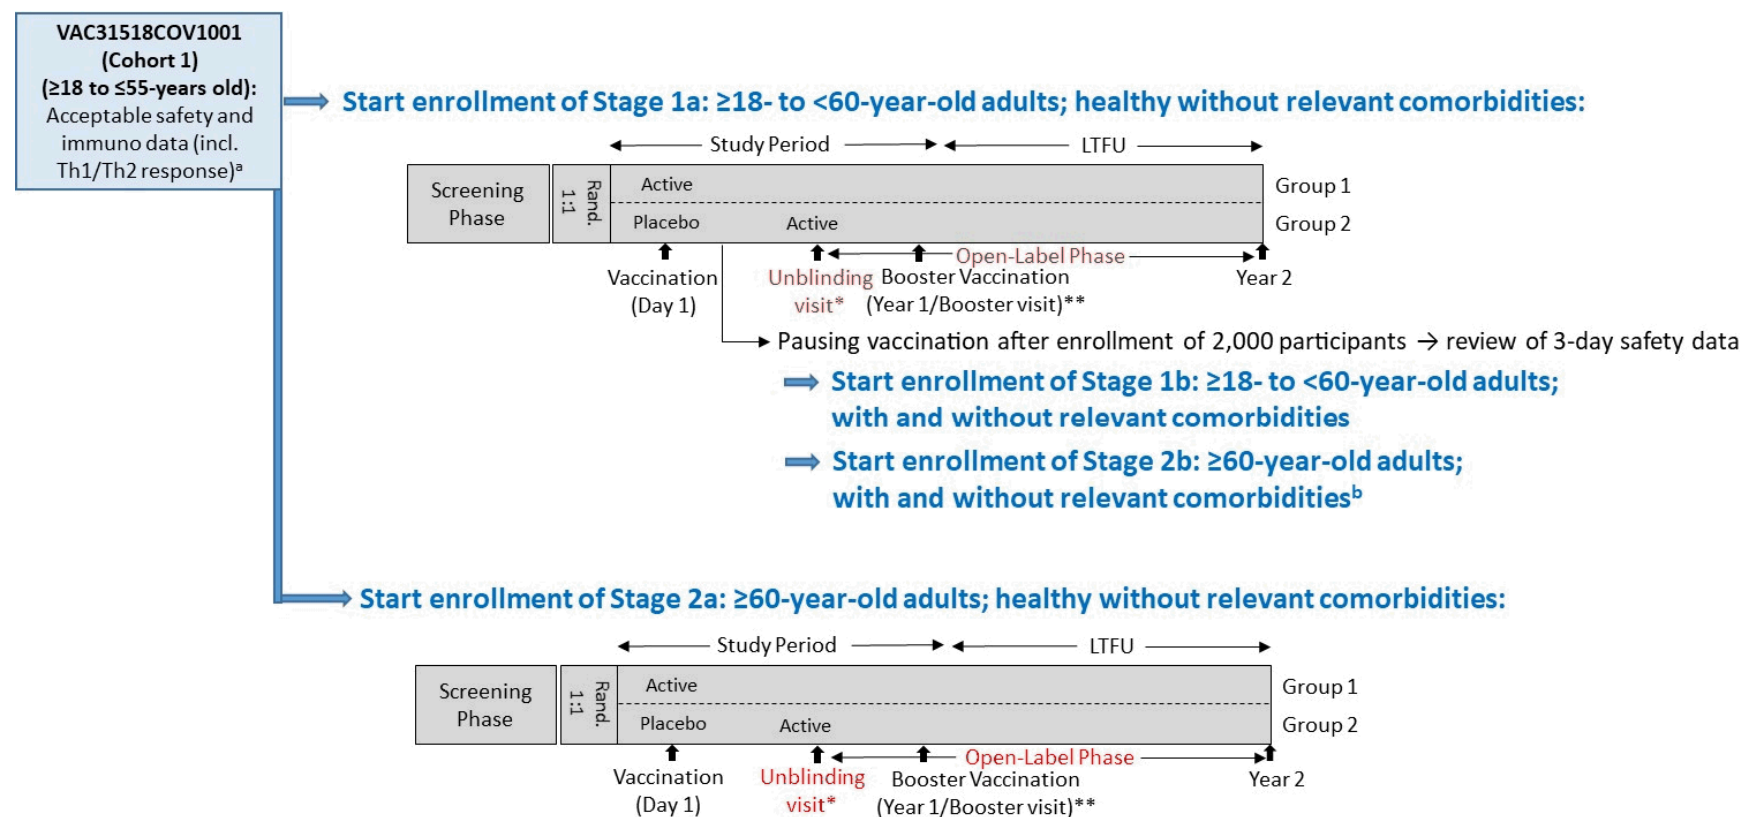 VAC31518COV1001
(Cohort 1)
(≥18 to ≤55-years old):
Acceptable safety and
immuno data (incl.
Th1/Th2 response)ᵃ
Start enrollment of Stage 1a: ≥18- to <60-year-old adults; healthy without relevant comorbidities:
Study Period
LTFU
Screening
Phase
Rand.
1:1
Active
Group 1
Placebo
Active
Group 2
Open-Label Phase
Vaccination
(Day 1)
Unblinding
visit*
Booster Vaccination
(Year 1/Booster visit)**
Year 2
Pausing vaccination after enrollment of 2,000 participants → review of 3-day safety data
Start enrollment of Stage 1b: ≥18- to <60-year-old adults;
with and without relevant comorbidities
Start enrollment of Stage 2b: ≥60-year-old adults;
with and without relevant comorbiditiesᵇ
Start enrollment of Stage 2a: ≥60-year-old adults; healthy without relevant comorbidities:
Study Period
LTFU
Screening
Phase
Rand.
1:1
Active
Group 1
Placebo
Active
Group 2
Open-Label Phase
Vaccination
(Day 1)
Unblinding
visit*
Booster Vaccination
(Year 1/Booster visit)**
Year 2